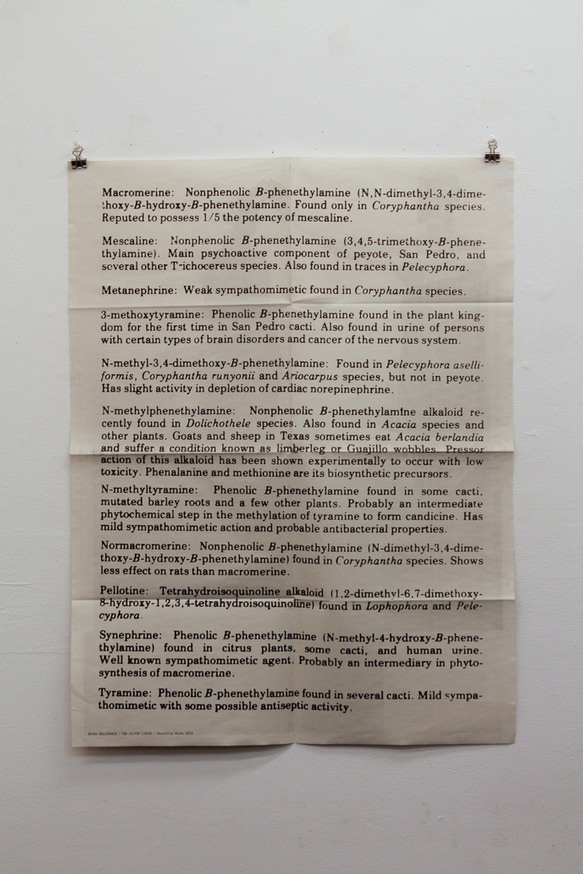 Macromerine: Nonphenolic B-phenethylamine (N,N-dimethyl-3,4-dime-
thoxy-B-hydroxy-B-phenethylamine. Found only in Coryphantha species.
Reputed to possess 1/5 the potency of mescaline.
Mescaline: Nonphenolic B-phenethylamine (3,4,5-trimethoxy-B-phene-
thylamine). Main psychoactive component of peyote, San Pedro, and
several other Trichocereus species. Also found in traces in Pelecyphora.
Metanephrine: Weak sympathomimetic found in Coryphantha species.
3-methoxytyramine: Phenolic B-phenethylamine found in the plant king-
dom for the first time in San Pedro cacti. Also found in urine of persons
with certain types of brain disorders and cancer of the nervous system.
N-methyl-3,4-dimethoxy-B-phenethylamine: Found in Pelecyphora aselli-
formis, Coryphantha runyonii and Ariocarpus species, but not in peyote.
Has slight activity in depletion of cardiac norepinephrine.
N-methylphenethylamine: Nonphenolic B-phenethylamine alkaloid re-
cently found in Dolichothele species. Also found in Acacia species and
other plants. Goats and sheep in Texas sometimes eat Acacia berlandia
and suffer a condition known as limberleg or Guajillo wobbles. Pressor
action of this alkaloid has been shown experimentally to occur with low
toxicity. Phenalanine and methionine are its biosynthetic precursors.
N-methyltyramine: Phenolic B-phenethylamine found in some cacti,
mutated barley roots and a few other plants. Probably an intermediate
phytochemical step in the methylation of tyramine to form candicine. Has
mild sympathomimetic action and probable antibacterial properties.
Normacromerine: Nonphenolic B-phenethylamine (N-dimethyl-3,4-dime-
thoxy-B-hydroxy-B-phenethylamine) found in Coryphantha species. Shows
less effect on rats than macromerine.
Pellotine: Tetrahydroisoquinoline alkaloid (1,2-dimethyl-6,7-dimethoxy-
8-hydroxy-1,2,3,4-tetrahydroisoquinoline) found in Lophophora and Pele-
cyphora.
Synephrine: Phenolic B-phenethylamine (N-methyl-4-hydroxy-B-phene-
thylamine) found in citrus plants, some cacti, and human urine.
Well known sympathomimetic agent. Probably an intermediary in phyto-
synthesis of macromerine.
Tyramine: Phenolic B-phenethylamine found in several cacti. Mild sympa-
thomimetic with some possible antiseptic activity.